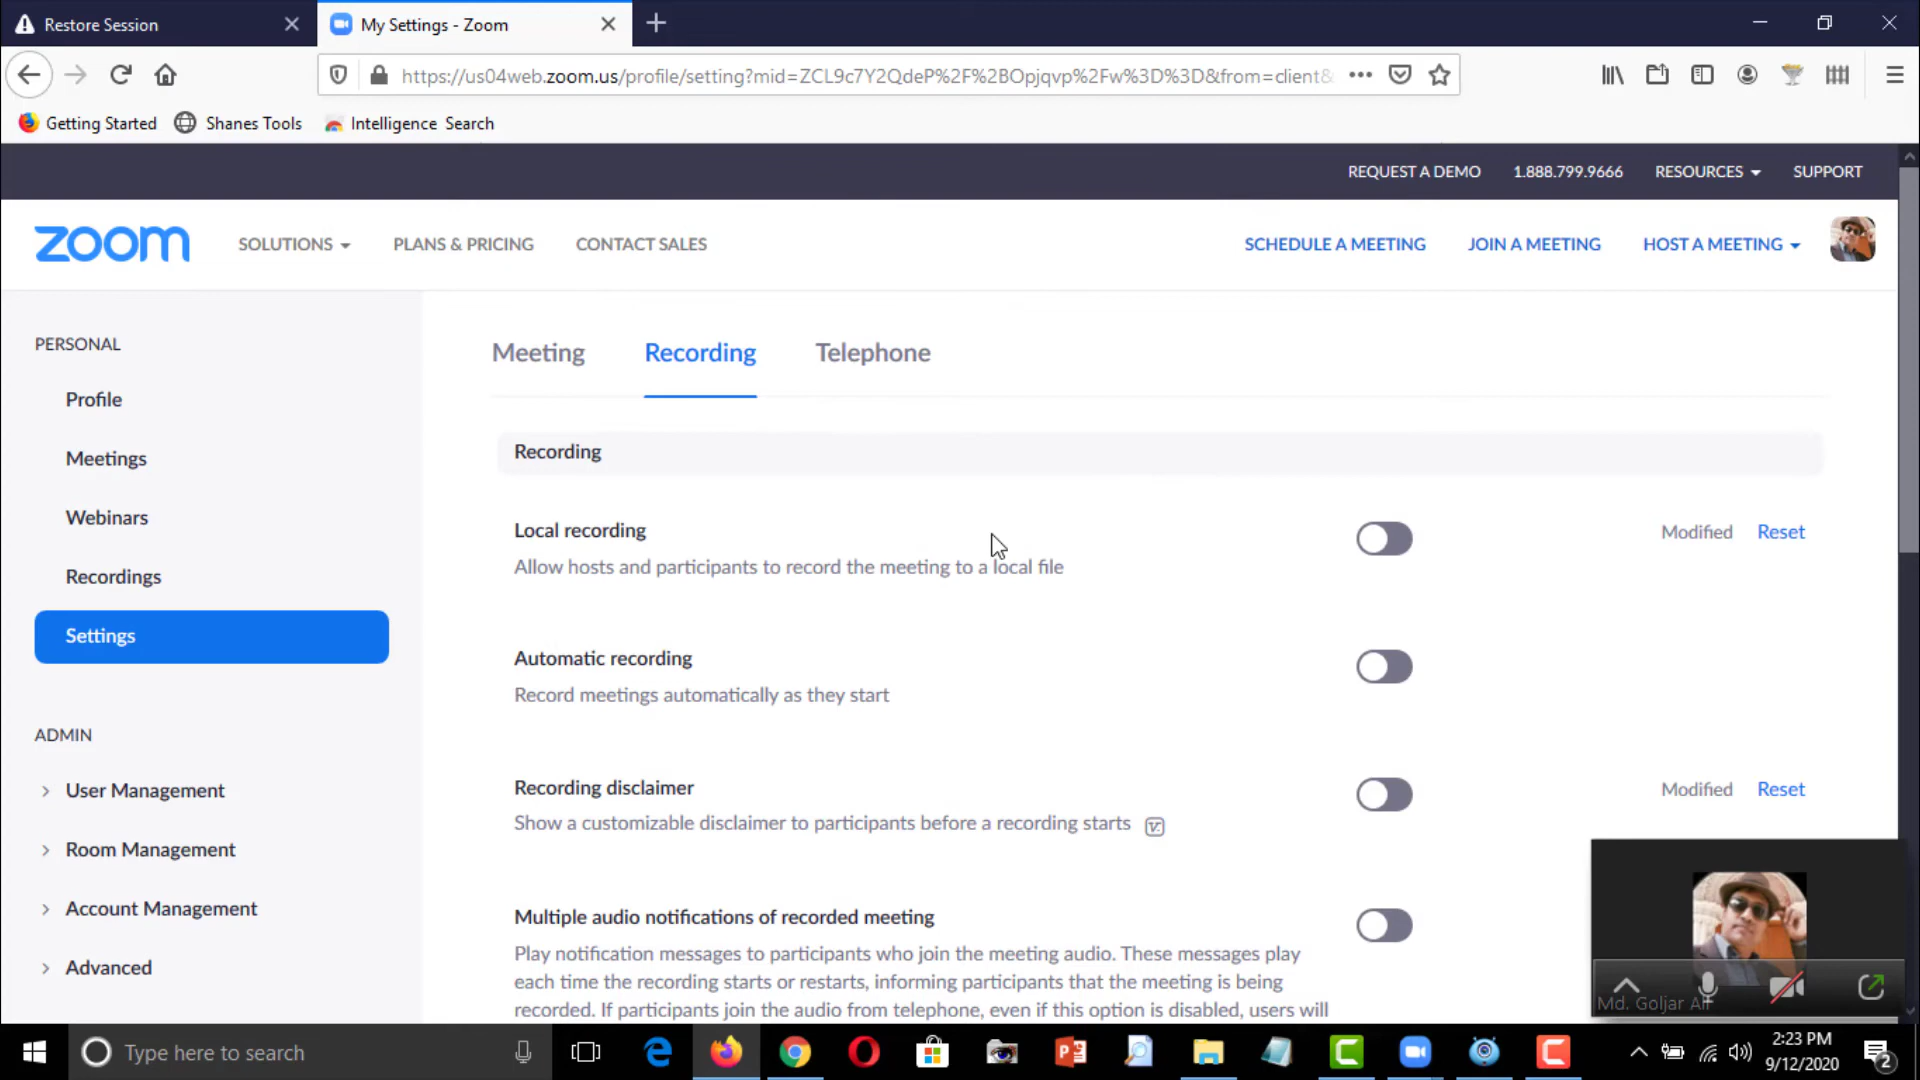 Restore Session
My Settings - Zoom
https://us04web.zoom.us/profile/setting?mid=ZCL9c7Y2QdeP%2F%2BOpjqvp%2Fw%3D%3D&from=client&
Getting Started Shanes Tools Intelligence Search
REQUEST A DEMO 1.888.799.9666 RESOURCES SUPPORT
zoom SOLUTIONS PLANS & PRICING CONTACT SALES SCHEDULE A MEETING JOIN A MEETING HOST A MEETING
PERSONAL
Profile
Meetings
Webinars
Recordings
Settings
ADMIN
User Management
Room Management
Account Management
Advanced
Meeting Recording Telephone
Recording
Local recording
Allow hosts and participants to record the meeting to a local file
Modified Reset
Automatic recording
Record meetings automatically as they start
Recording disclaimer
Show a customizable disclaimer to participants before a recording starts
Modified Reset
Multiple audio notifications of recorded meeting
Play notification messages to participants who join the meeting audio. These messages play
each time the recording starts or restarts, informing participants that the meeting is being
recorded. If participants join the audio from telephone, even if this option is disabled, users will
Md. Goljar Ali
Type here to search
2:23 PM
9/12/2020
2